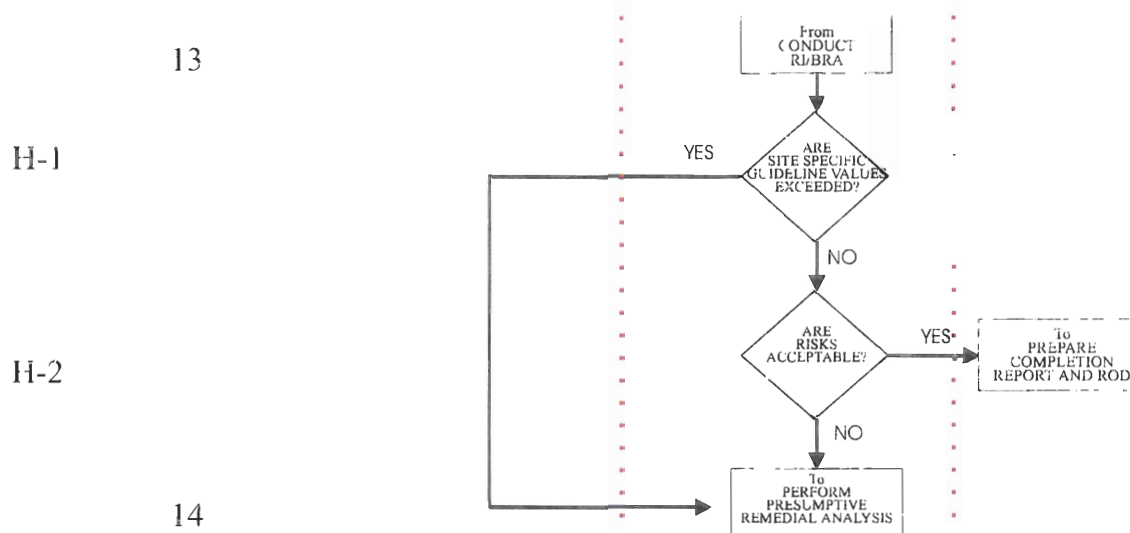 13
From
CONDUCT
RI/BRA
H-1
YES
ARE
SITE SPECIFIC
GUIDELINE VALUES
EXCEEDED?
NO
H-2
ARE
RISKS
ACCEPTABLE?
YES
To
PREPARE
COMPLETION
REPORT AND ROD
NO
14
To
PERFORM
PRESUMPTIVE
REMEDIAL ANALYSIS